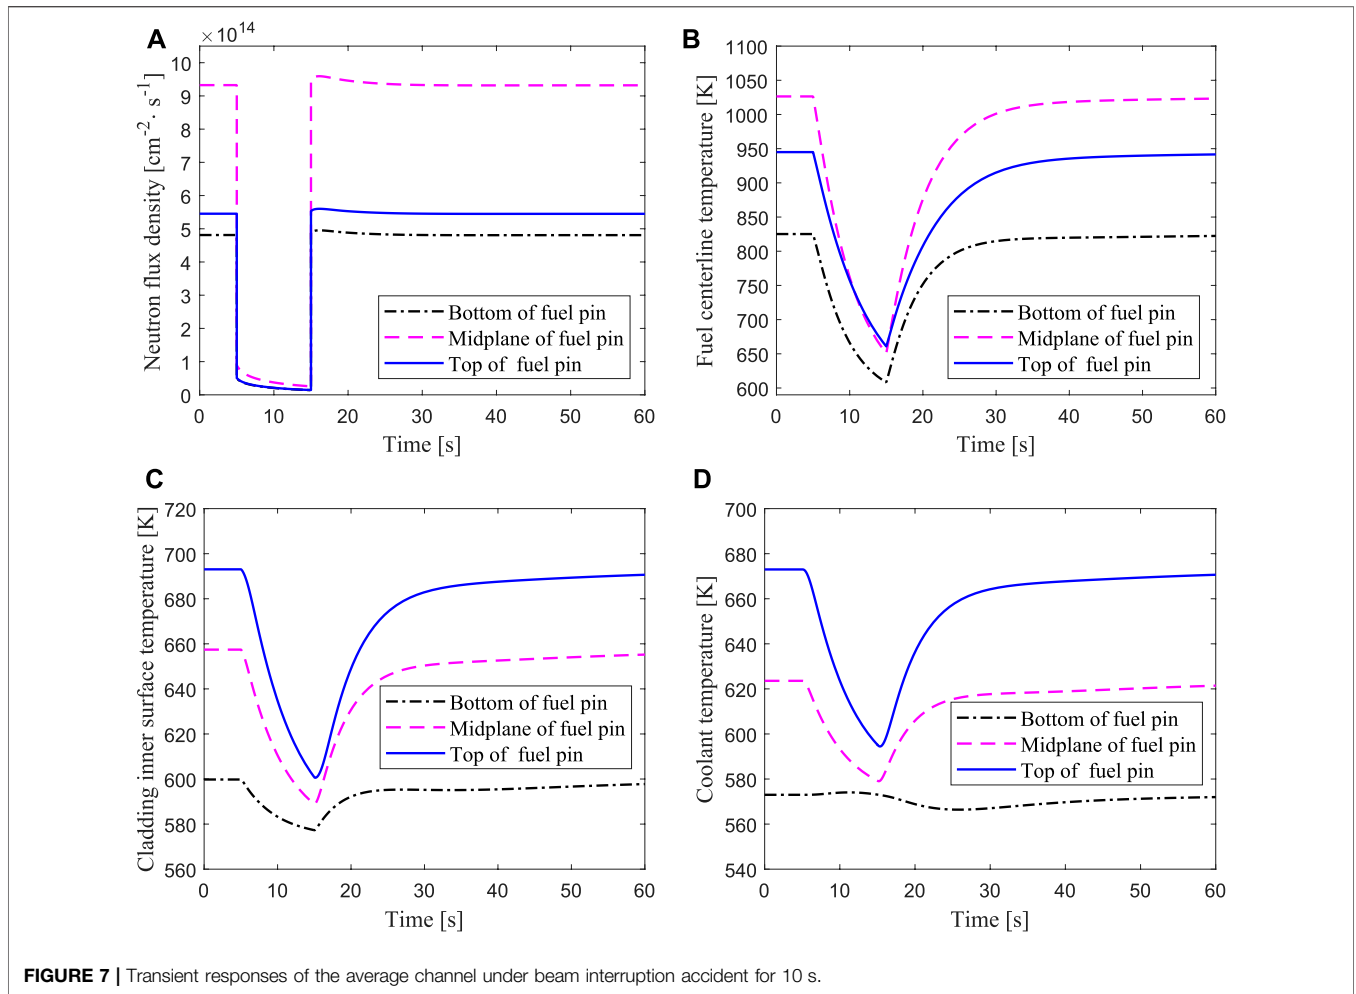 A
×10^14
Neutron flux density [cm^-2 · s^-1]
10
9
8
7
6
5
4
3
2
1
0
Bottom of fuel pin
Midplane of fuel pin
Top of fuel pin
0 10 20 30 40 50 60
Time [s]
B
Fuel centerline temperature [K]
1100
1050
1000
950
900
850
800
750
700
650
600
Bottom of fuel pin
Midplane of fuel pin
Top of fuel pin
0 10 20 30 40 50 60
Time [s]
C
Cladding inner surface temperature [K]
720
700
680
660
640
620
600
580
560
Bottom of fuel pin
Midplane of fuel pin
Top of fuel pin
0 10 20 30 40 50 60
Time [s]
D
Coolant temperature [K]
700
680
660
640
620
600
580
560
540
Bottom of fuel pin
Midplane of fuel pin
Top of fuel pin
0 10 20 30 40 50 60
Time [s]
FIGURE 7 | Transient responses of the average channel under beam interruption accident for 10 s.